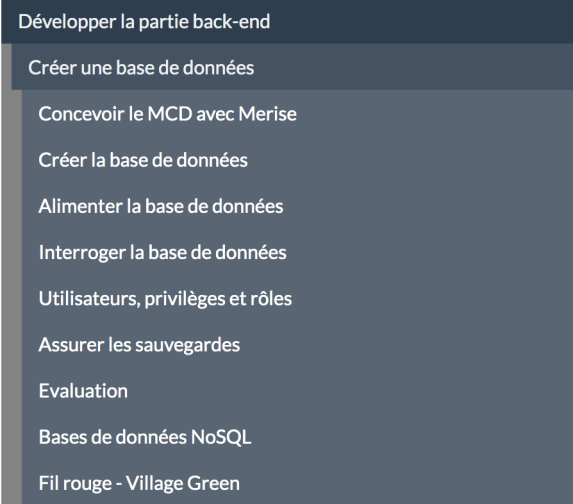 Développer la partie back-end
Créer une base de données
Concevoir le MCD avec Merise
Créer la base de données
Alimenter la base de données
Interroger la base de données
Utilisateurs, privilèges et rôles
Assurer les sauvegardes
Evaluation
Bases de données NoSQL
Fil rouge - Village Green